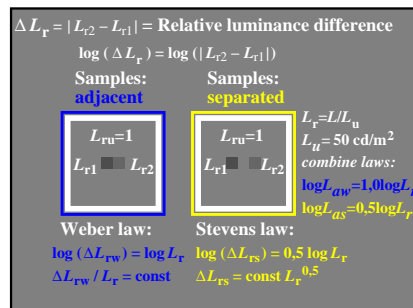 ΔLr = |Lr2 – Lr1| = Relative luminance difference
log ( ΔLr ) = log ( |Lr2 – Lr1| )
Samples: Samples:
adjacent separated
Lru=1 Lru=1
Lr1 Lr2 Lr1 Lr2
Lr=L/Lu
Lu= 50 cd/m2
combine laws:
logLaw=1,0logLr
logLas=0,5logLr
Weber law: Stevens law:
log (ΔLrw) = log Lr log (ΔLrs) = 0,5 log Lr
ΔLrw / Lr = const ΔLrs = const Lr0,5